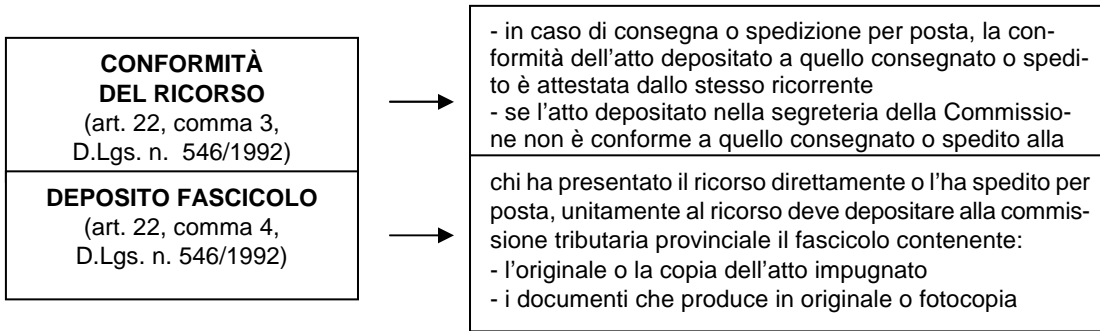 CONFORMITÀ
DEL RICORSO
(art. 22, comma 3,
D.Lgs. n. 546/1992)
- in caso di consegna o spedizione per posta, la con-
formità dell’atto depositato a quello consegnato o spedi-
to è attestata dallo stesso ricorrente
- se l’atto depositato nella segreteria della Commissio-
ne non è conforme a quello consegnato o spedito alla
DEPOSITO FASCICOLO
(art. 22, comma 4,
D.Lgs. n. 546/1992)
chi ha presentato il ricorso direttamente o l’ha spedito per
posta, unitamente al ricorso deve depositare alla commis-
sione tributaria provinciale il fascicolo contenente:
- l’originale o la copia dell’atto impugnato
- i documenti che produce in originale o fotocopia